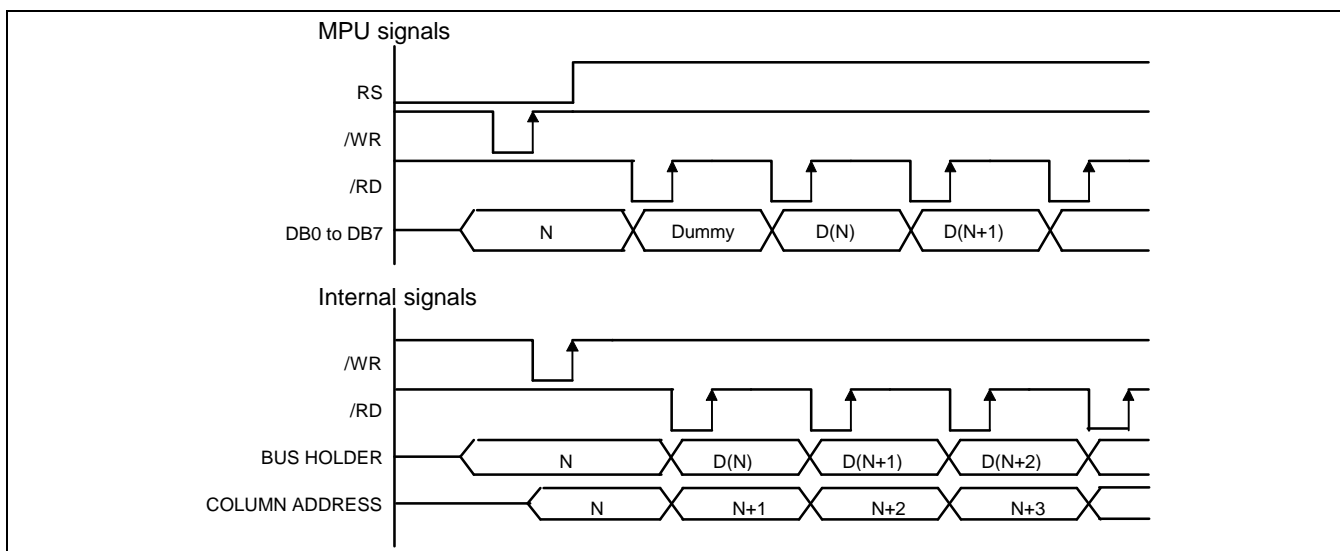 MPU signals
RS
/WR
/RD
DB0 to DB7 N Dummy D(N) D(N+1)
Internal signals
/WR
/RD
BUS HOLDER N D(N) D(N+1) D(N+2)
COLUMN ADDRESS N N+1 N+2 N+3